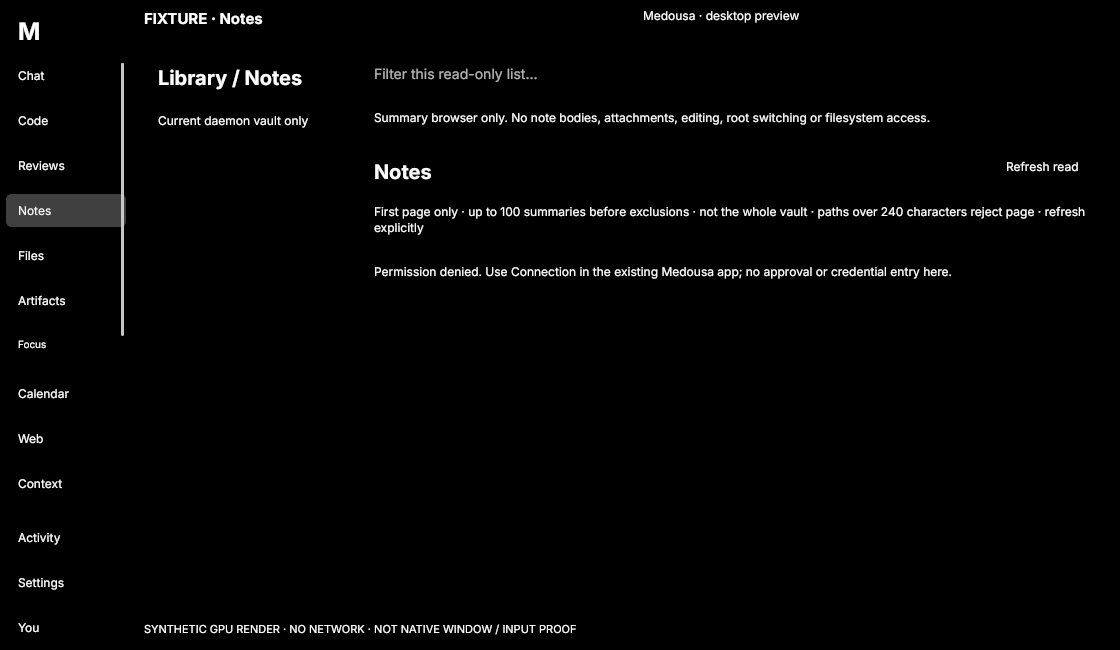 M
FIXTURE · Notes
Medousa · desktop preview
Chat
Code
Reviews
Notes
Files
Artifacts
Focus
Calendar
Web
Context
Activity
Settings
You
Library / Notes
Current daemon vault only
Filter this read-only list...
Summary browser only. No note bodies, attachments, editing, root switching or filesystem access.
Notes
Refresh read
First page only · up to 100 summaries before exclusions · not the whole vault · paths over 240 characters reject page · refresh
explicitly
Permission denied. Use Connection in the existing Medousa app; no approval or credential entry here.
SYNTHETIC GPU RENDER · NO NETWORK · NOT NATIVE WINDOW / INPUT PROOF